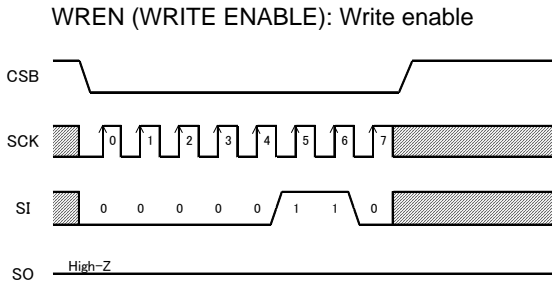 WREN (WRITE ENABLE): Write enable
CSB
SCK 0 1 2 3 4 5 6 7
SI 0 0 0 0 0 1 1 0
SO High-Z